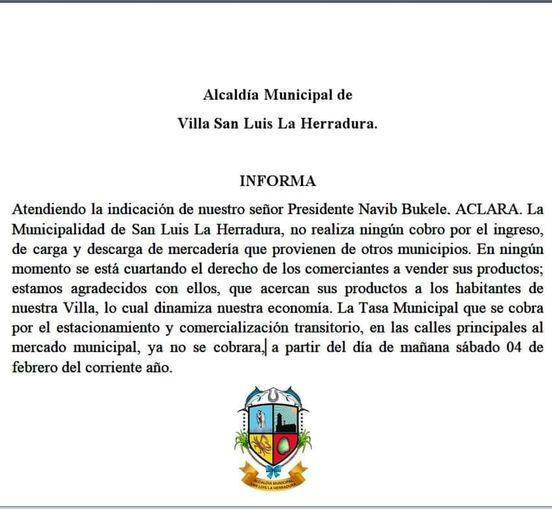 Alcaldía Municipal de
Villa San Luis La Herradura.
INFORMA
Atendiendo la indicación de nuestro señor Presidente Navib Bukele. ACLARA. La
Municipalidad de San Luis La Herradura, no realiza ningún cobro por el ingreso,
de carga y descarga de mercadería que provienen de otros municipios. En ningún
momento se está cuartando el derecho de los comerciantes a vender sus productos;
estamos agradecidos con ellos, que acercan sus productos a los habitantes de
nuestra Villa, lo cual dinamiza nuestra economía. La Tasa Municipal que se cobra
por el estacionamiento y comercialización transitorio, en las calles principales al
mercado municipal, ya no se cobrara, a partir del día de mañana sábado 04 de
febrero del corriente año.
ALCALDIA MUNICIPAL
SAN LUIS LA HERRADURA